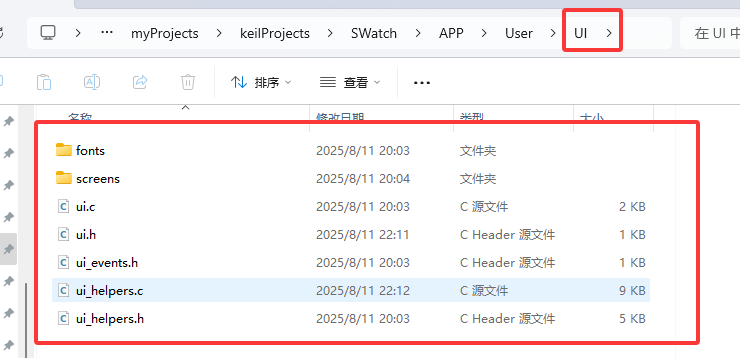 ··· myProjects > keilProjects > SWatch > APP > User > UI > 在 UI 中
排序 查看 ···
名称 修改日期 类型 大小
fonts 2025/8/11 20:03 文件夹
screens 2025/8/11 20:04 文件夹
ui.c 2025/8/11 20:03 C 源文件 2 KB
ui.h 2025/8/11 22:11 C Header 源文件 1 KB
ui_events.h 2025/8/11 20:03 C Header 源文件 1 KB
ui_helpers.c 2025/8/11 22:12 C 源文件 9 KB
ui_helpers.h 2025/8/11 20:03 C Header 源文件 5 KB